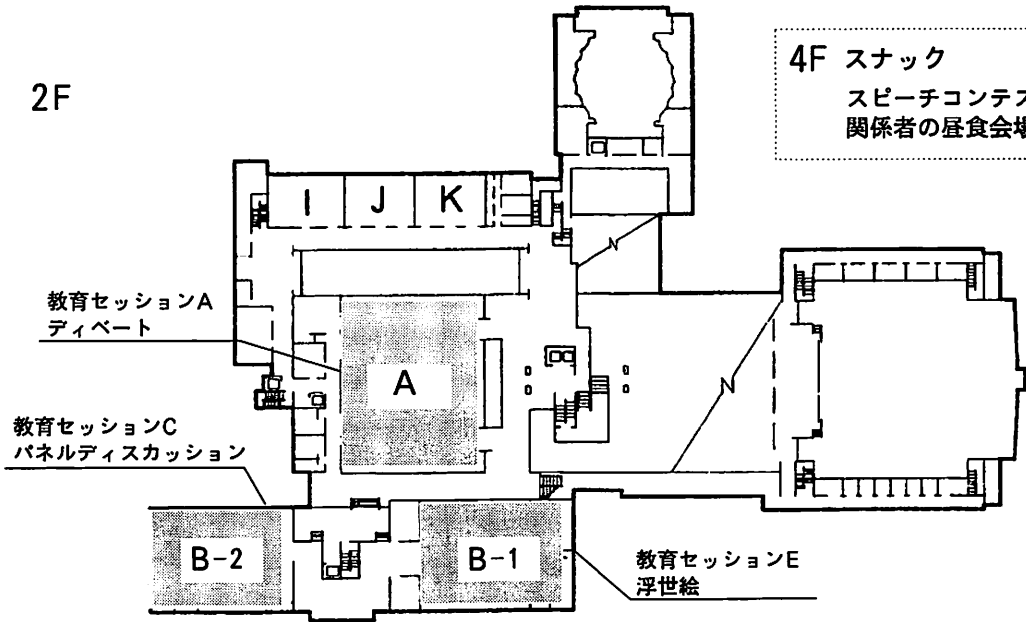 2F
4F スナック
スピーチコンテス
関係者の昼食会場
I
J
K
N
教育セッションA
ディベート
A
N
教育セッションC
パネルディスカッション
B-2
B-1
教育セッションE
浮世絵